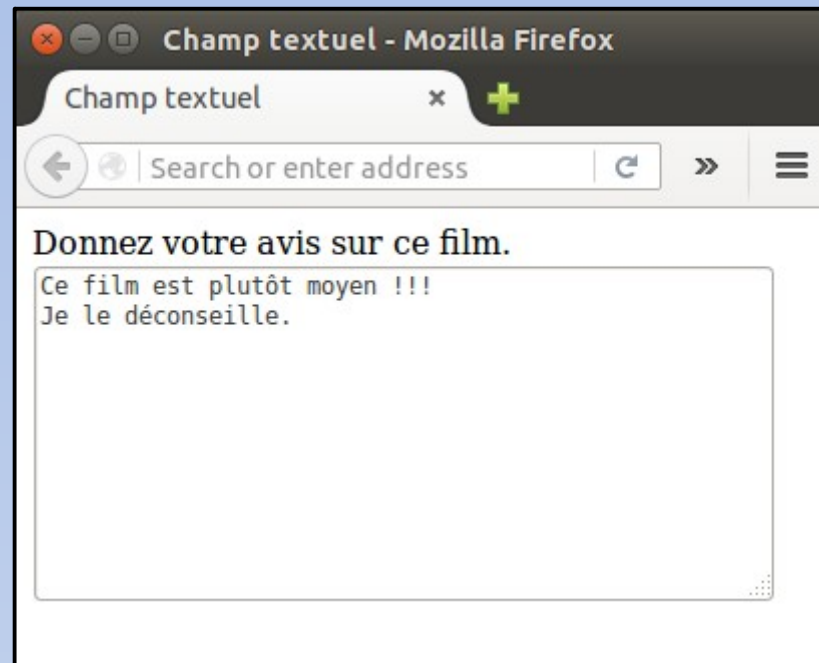 Champ textuel - Mozilla Firefox
Champ textuel
Search or enter address
Donnez votre avis sur ce film.
Ce film est plutôt moyen !!!
Je le déconseille.